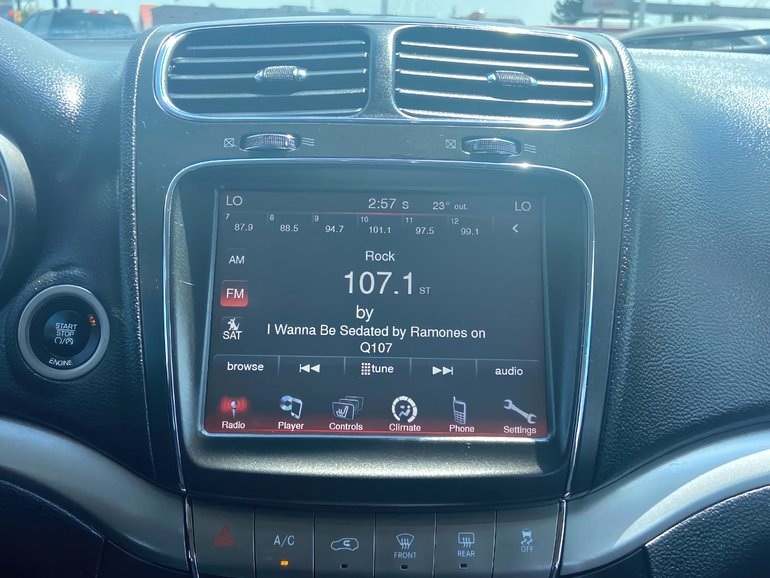 LO 2:57 S 23° out. LO
7 8 9 10 11 12
87.9 88.5 94.7 101.1 97.5 99.1
AM
Rock
FM
107.1 ST
by
SAT
I Wanna Be Sedated by Ramones on
Q107
browse tune audio
Radio Player Controls Climate Phone Settings
START
STOP
ENGINE
RUN
A/C
FRONT
REAR
OFF